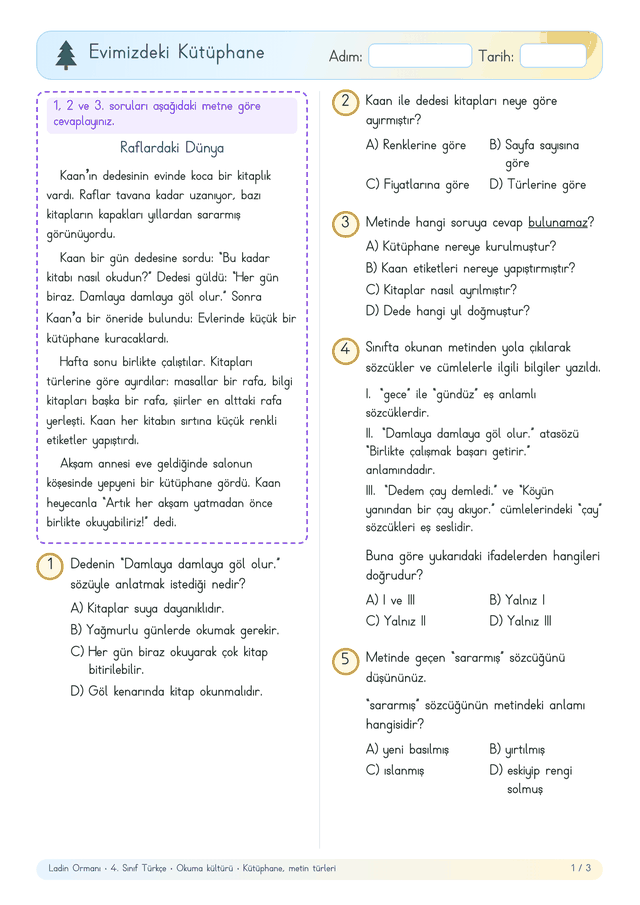 Evimizdeki Kütüphane
Adım:
Tarih:
1, 2 ve 3. soruları aşağıdaki metne göre
cevaplayınız.
Raflardaki Dünya
Kaan'ın dedesinin evinde koca bir kitaplık
vardı. Raflar tavana kadar uzanıyor, bazı
kitapların kapakları yıllardan sararmış
görünüyordu.
Kaan bir gün dedesine sordu: "Bu kadar
kitabı nasıl okudun?" Dedesi güldü: "Her gün
biraz. Damlaya damlaya göl olur." Sonra
Kaan'a bir öneride bulundu: Evlerinde küçük bir
kütüphane kuracaklardı.
Hafta sonu birlikte çalıştılar. Kitapları
türlerine göre ayırdılar: masallar bir rafa, bilgi
kitapları başka bir rafa, şiirler en alttaki rafa
yerleşti. Kaan her kitabın sırtına küçük renkli
etiketler yapıştırdı.
Akşam annesi eve geldiğinde salonun
köşesinde yepyeni bir kütüphane gördü. Kaan
heyecanla "Artık her akşam yatmadan önce
birlikte okuyabiliriz!" dedi.
1 Dedenin "Damlaya damlaya göl olur."
sözüyle anlatmak istediği nedir?
A) Kitaplar suya dayanıklıdır.
B) Yağmurlu günlerde okumak gerekir.
C) Her gün biraz okuyarak çok kitap
bitirilebilir.
D) Göl kenarında kitap okunmalıdır.
2 Kaan ile dedesi kitapları neye göre
ayırmıştır?
A) Renklerine göre B) Sayfa sayısına
göre
C) Fiyatlarına göre D) Türlerine göre
3 Metinde hangi soruya cevap bulunamaz?
A) Kütüphane nereye kurulmuştur?
B) Kaan etiketleri nereye yapıştırmıştır?
C) Kitaplar nasıl ayrılmıştır?
D) Dede hangi yıl doğmuştur?
4 Sınıfta okunan metinden yola çıkılarak
sözcükler ve cümlelerle ilgili bilgiler yazıldı.
I. "gece" ile "gündüz" eş anlamlı
sözcüklerdir.
II. "Damlaya damlaya göl olur." atasözü
"Birlikte çalışmak başarı getirir."
anlamındadır.
III. "Dedem çay demledi." ve "Köyün
yanından bir çay akıyor." cümlelerindeki "çay"
sözcükleri eş seslidir.
Buna göre yukarıdaki ifadelerden hangileri
doğrudur?
A) I ve III B) Yalnız I
C) Yalnız II D) Yalnız III
5 Metinde geçen "sararmış" sözcüğünü
düşününüz.
"sararmış" sözcüğünün metindeki anlamı
hangisidir?
A) yeni basılmış B) yırtılmış
C) ıslanmış D) eskiyip rengi
solmuş
Ladin Ormanı • 4. Sınıf Türkçe • Okuma kültürü • Kütüphane, metin türleri
1 / 3